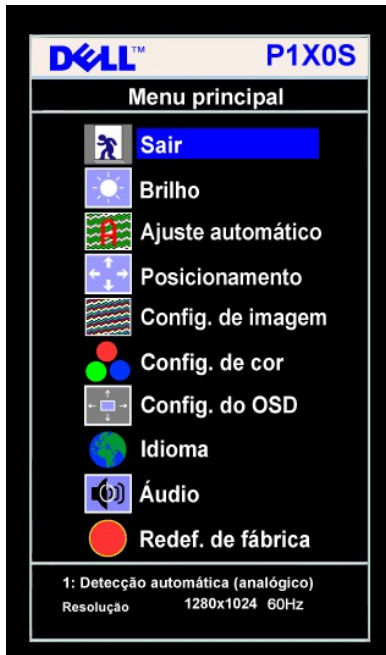 DELL™ P1X0S
Menu principal
Sair
Brilho
Ajuste automático
Posicionamento
Config. de imagem
Config. de cor
Config. do OSD
Idioma
Áudio
Redef. de fábrica
1: Detecção automática (analógico)
Resolução 1280x1024 60Hz